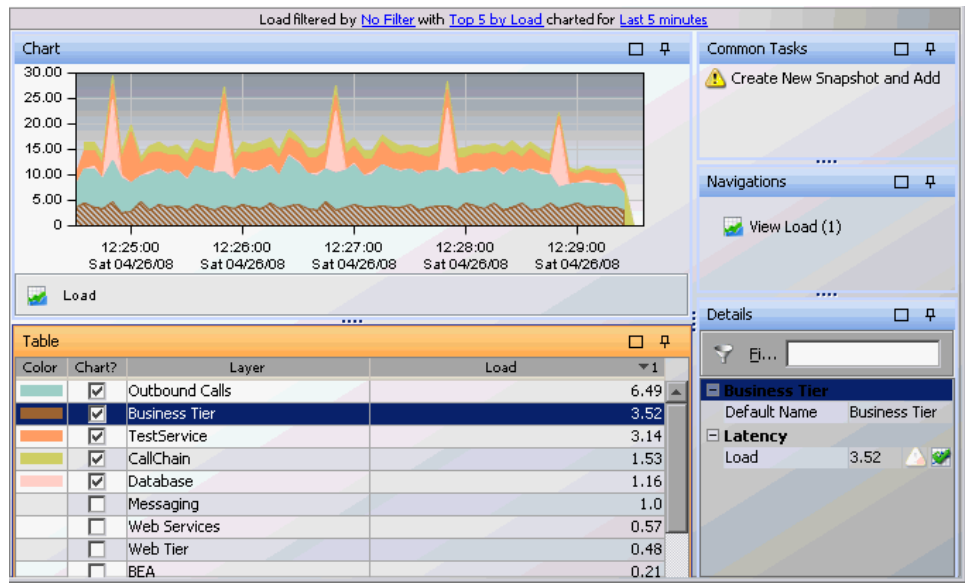 Load filtered by No Filter with Top 5 by Load charted for Last 5 minutes
Chart
30.00
25.00
20.00
15.00
10.00
5.00
0
12:25:00 12:26:00 12:27:00 12:28:00 12:29:00
Sat 04/26/08 Sat 04/26/08 Sat 04/26/08 Sat 04/26/08 Sat 04/26/08
Load
Table
Color Chart? Layer Load 1
Outbound Calls 6.49
Business Tier 3.52
TestService 3.14
CallChain 1.53
Database 1.16
Messaging 1.0
Web Services 0.57
Web Tier 0.48
BEA 0.21
Common Tasks
Create New Snapshot and Add
Navigations
View Load (1)
Details
Fi...
Business Tier
Default Name Business Tier
Latency
Load 3.52